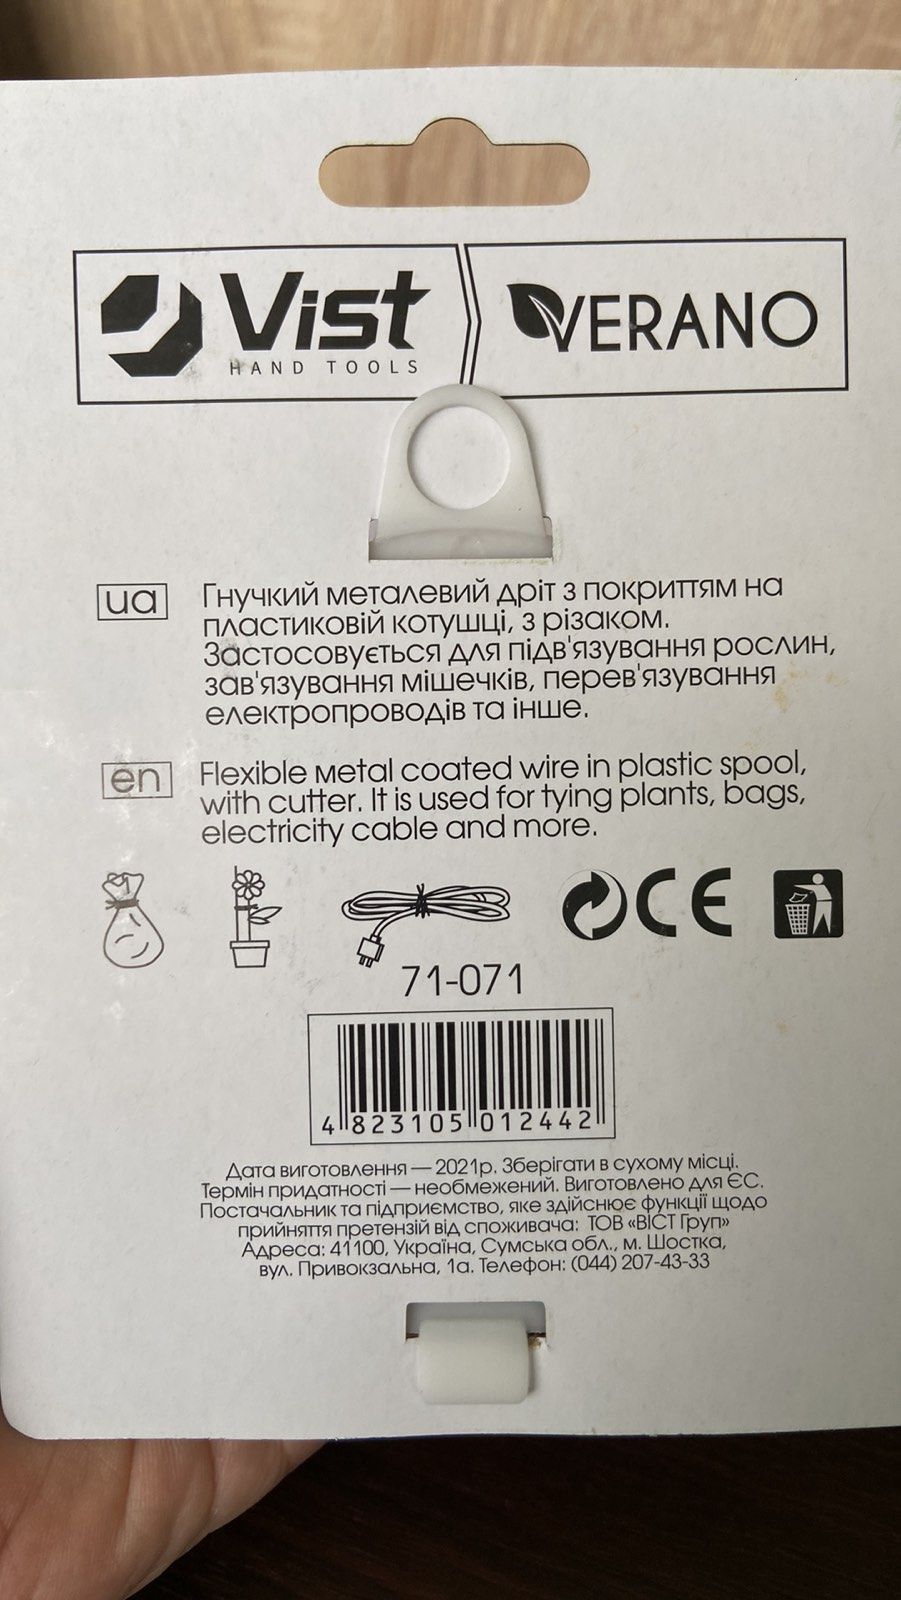 Vist
HAND TOOLS
VERANO
ua
Гнучкий металевий дріт з покриттям на
пластиковій котушці, з різаком.
Застосовується для підв'язування рослин,
зав'язування мішечків, перев'язування
електропроводів та інше.
en
Flexible metal coated wire in plastic spool,
with cutter. It is used for tying plants, bags,
electricity cable and more.
CE
71-071
4 823105 012442
Дата виготовлення — 2021р. Зберігати в сухому місці.
Термін придатності — необмежений. Виготовлено для ЄС.
Постачальник та підприємство, яке здійснює функції щодо
прийняття претензій від споживача: ТОВ «ВІСТ Груп»
Адреса: 41100, Україна, Сумська обл., м. Шостка,
вул. Привокзальна, 1а. Телефон: (044) 207-43-33